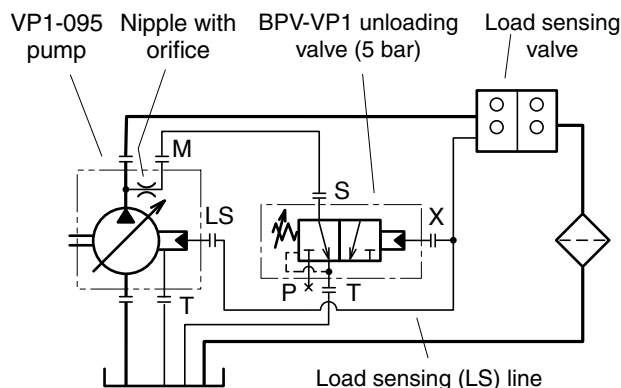 VP1-095
pump
Nipple with
orifice
BPV-VP1 unloading
valve (5 bar)
Load sensing
valve
M
S
LS
X
P
T
T
Load sensing (LS) line